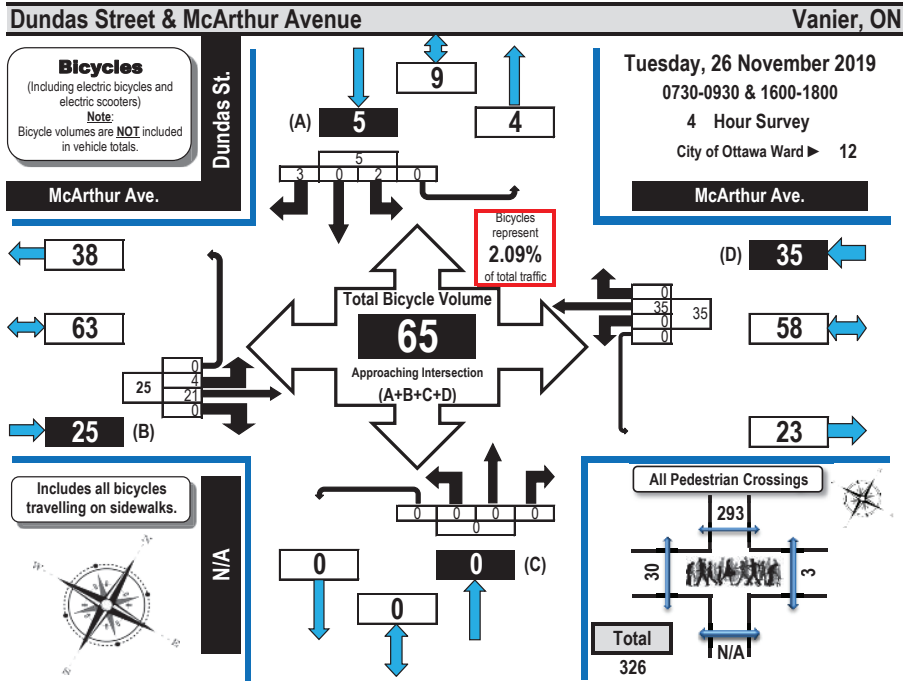 Dundas Street & McArthur Avenue
Vanier, ON
Bicycles
(Including electric bicycles and
electric scooters)
Note:
Bicycle volumes are NOT included
in vehicle totals.
Dundas St.
McArthur Ave.
9
(A)
5
4
5
3 0 2 0
Tuesday, 26 November 2019
0730-0930 & 1600-1800
4 Hour Survey
City of Ottawa Ward ► 12
McArthur Ave.
Bicycles
represent
2.09%
of total traffic
38
63
25 (B)
0
4
21
0
25
Total Bicycle Volume
65
Approaching Intersection
(A+B+C+D)
(D) 35
0
35
0
0
35
58
23
Includes all bicycles
travelling on sidewalks.
N/A
0 0 0 0
0
0
0
0 (C)
All Pedestrian Crossings
293
30
3
N/A
Total
326